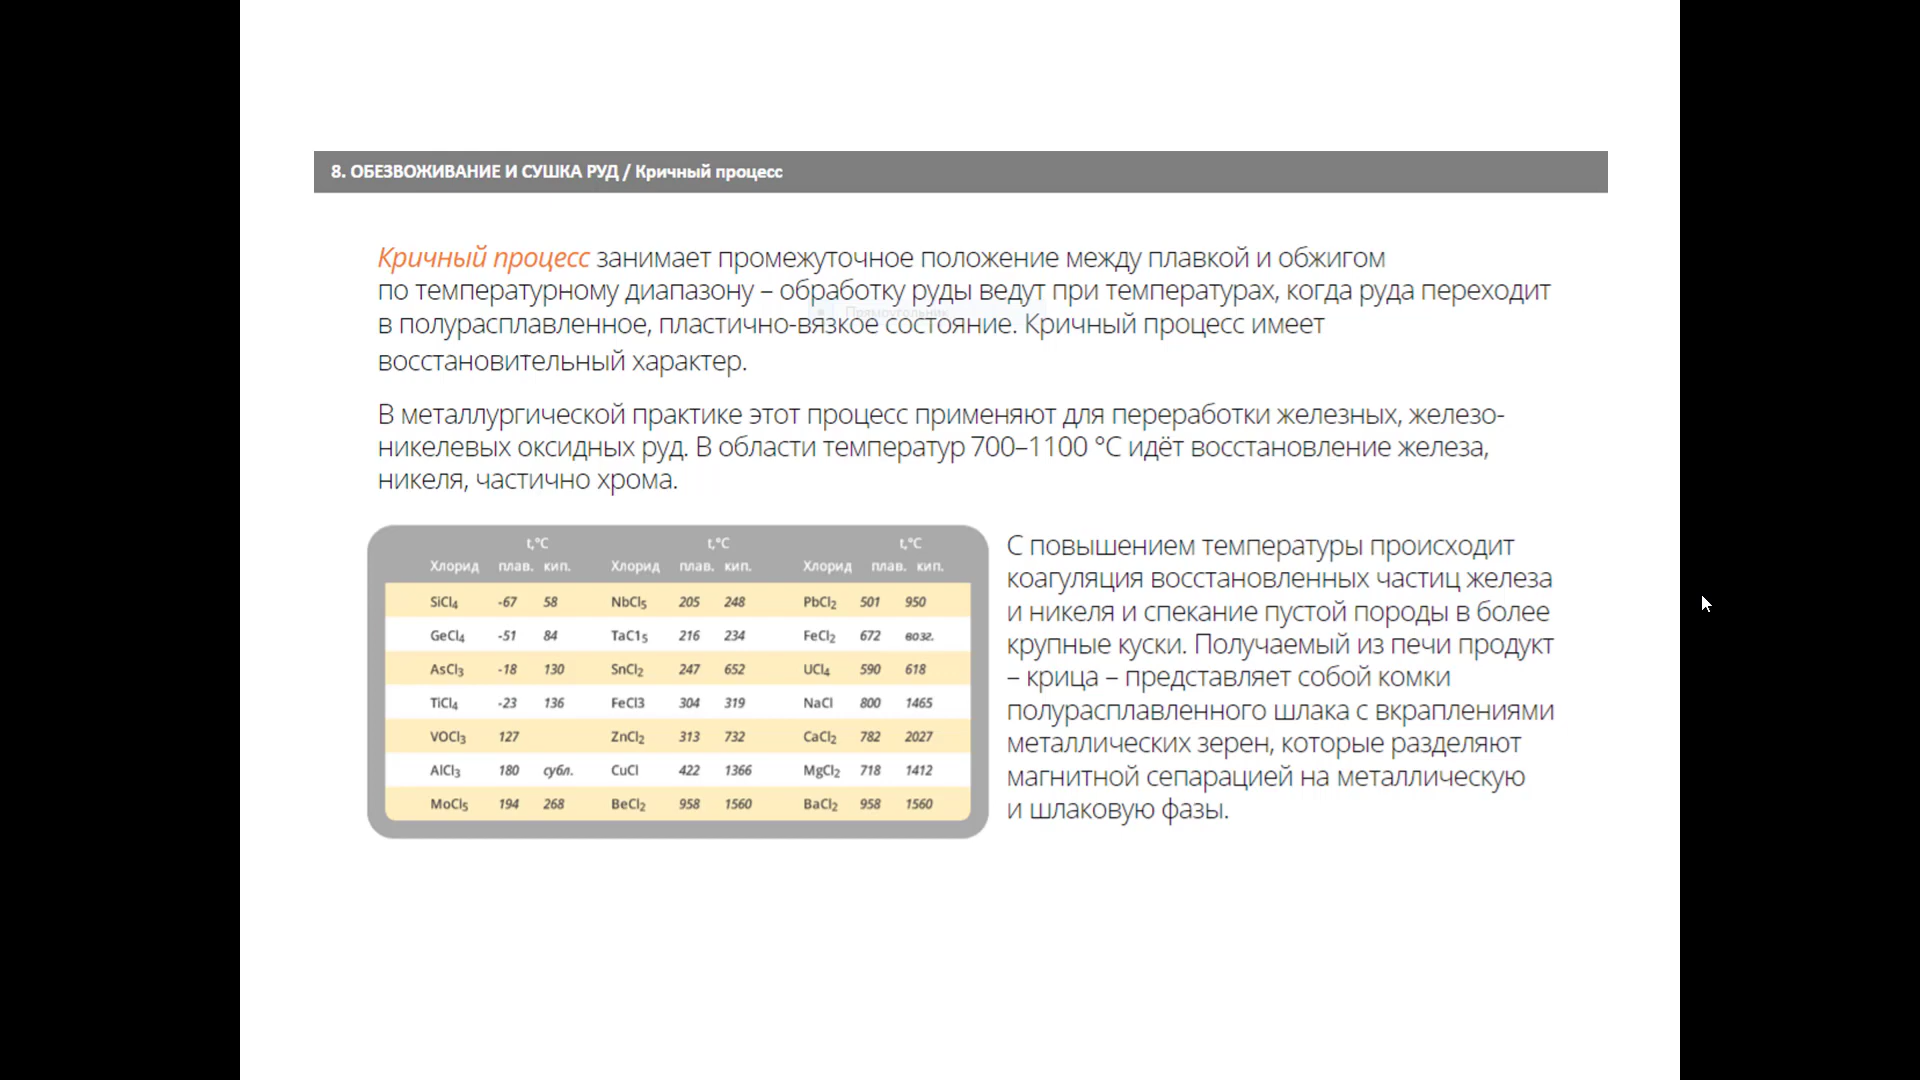 8. ОБЕЗВОЖИВАНИЕ И СУШКА РУД / Кричный процесс
Кричный процесс занимает промежуточное положение между плавкой и обжигом
по температурному диапазону – обработку руды ведут при температурах, когда руда переходит
Прямоугольник
в полурасплавленное, пластично-вязкое состояние. Кричный процесс имеет
восстановительный характер.
В металлургической практике этот процесс применяют для переработки железных, железо-
никелевых оксидных руд. В области температур 700–1100 °С идёт восстановление железа,
никеля, частично хрома.
t,°C t,°C t,°C
Хлорид плав. кип. Хлорид плав. кип. Хлорид плав. кип.
SiCl4 -67 58 NbCl5 205 248 PbCl2 501 950
GeCl4 -51 84 TaC15 216 234 FeCl2 672 возг.
AsCl3 -18 130 SnCl2 247 652 UCl4 590 618
TiCl4 -23 136 FeCl3 304 319 NaCl 800 1465
VOCl3 127 ZnCl2 313 732 CaCl2 782 2027
AlCl3 180 субл. CuCl 422 1366 MgCl2 718 1412
MoCl5 194 268 BeCl2 958 1560 BaCl2 958 1560
С повышением температуры происходит
коагуляция восстановленных частиц железа
и никеля и спекание пустой породы в более
крупные куски. Получаемый из печи продукт
– крица – представляет собой комки
полурасплавленного шлака с вкраплениями
металлических зерен, которые разделяют
магнитной сепарацией на металлическую
и шлаковую фазы.